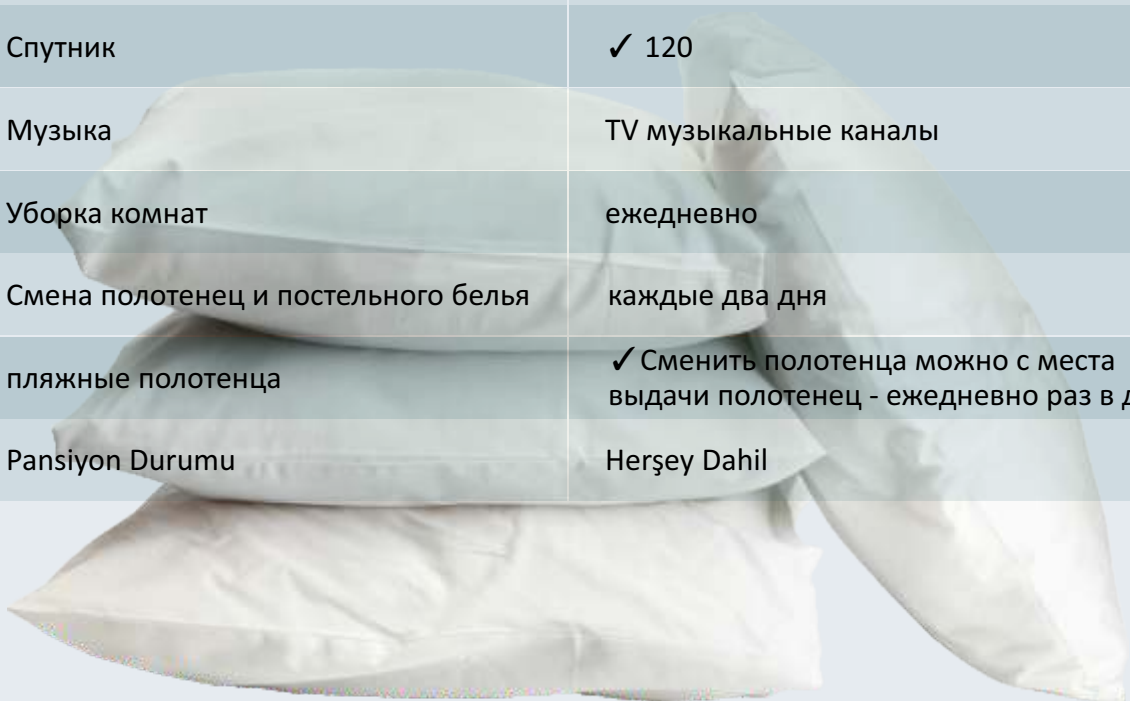 Спутник ✓ 120
Музыка TV музыкальные каналы
Уборка комнат ежедневно
Смена полотенец и постельного белья каждые два дня
пляжные полотенца ✓Сменить полотенца можно с места
выдачи полотенец - ежедневно раз в
Pansiyon Durumu Herşey Dahil